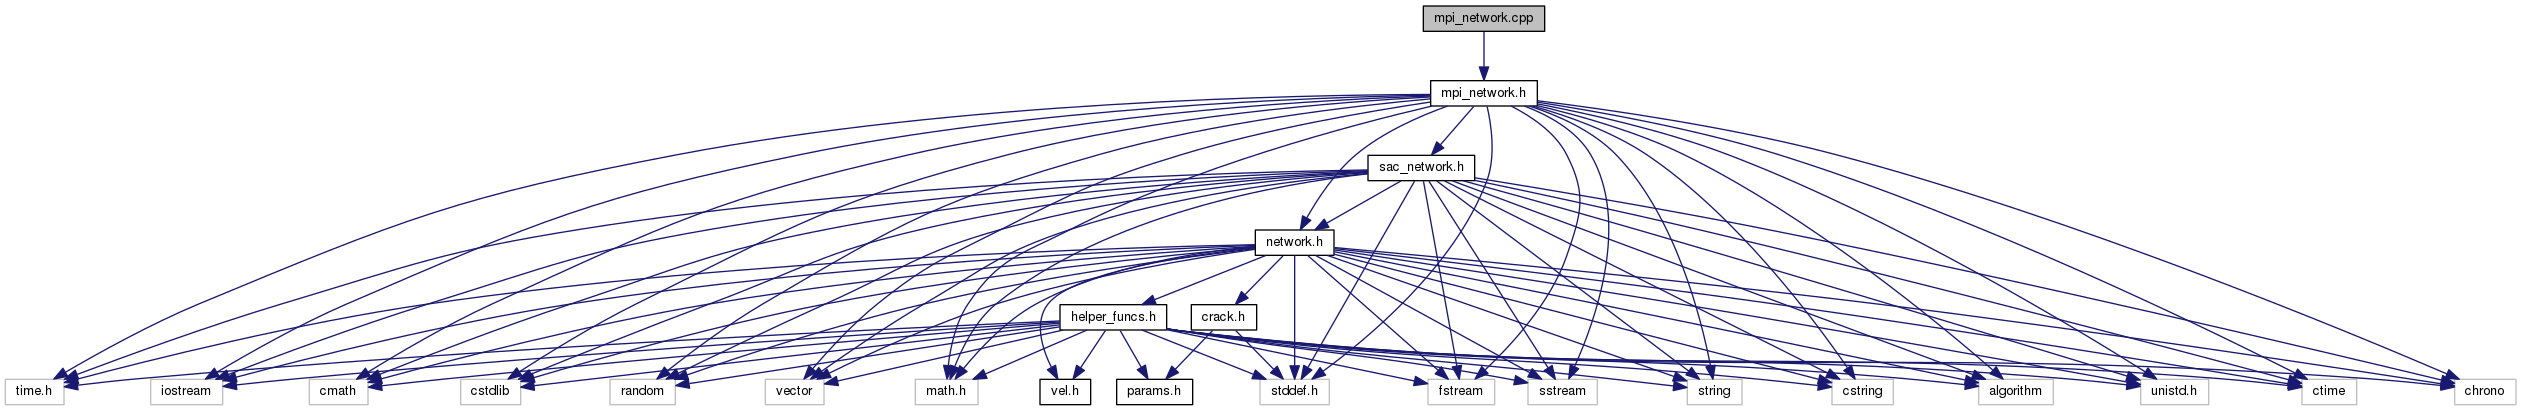 mpi_network.cpp
mpi_network.h
sac_network.h
network.h
helper_funcs.h
crack.h
time.h
iostream
cmath
cstdlib
random
vector
math.h
vel.h
params.h
stddef.h
fstream
sstream
string
cstring
algorithm
unistd.h
ctime
chrono